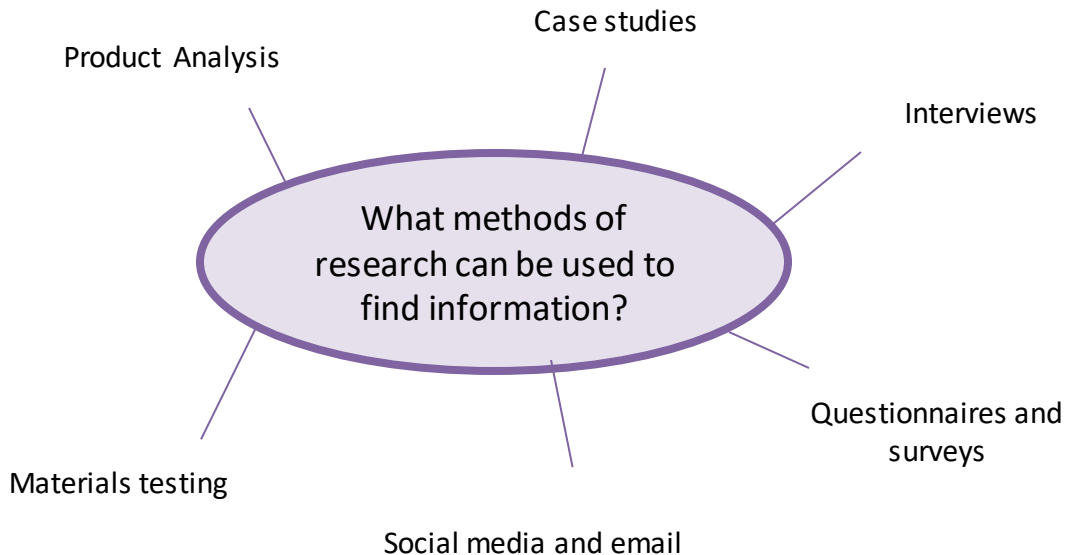 Case studies
Product Analysis
Interviews
What methods of
research can be used to
find information?
Questionnaires and
surveys
Materials testing
Social media and email